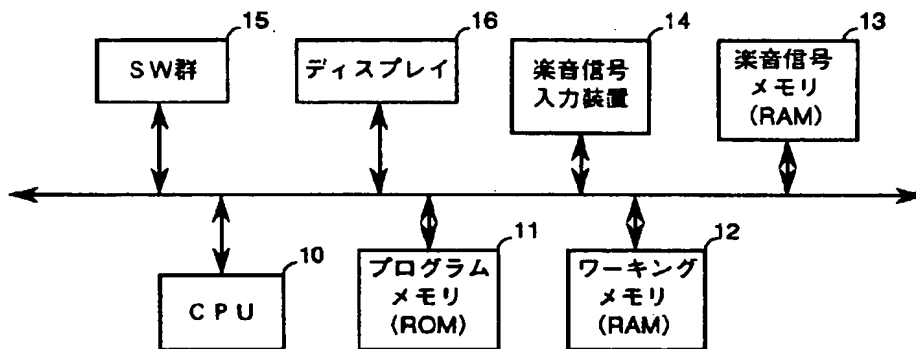 15
SW群
16
ディスプレイ
14
楽音信号
入力装置
13
楽音信号
メモリ
(RAM)
10
CPU
11
プログラム
メモリ
(ROM)
12
ワーキング
メモリ
(RAM)